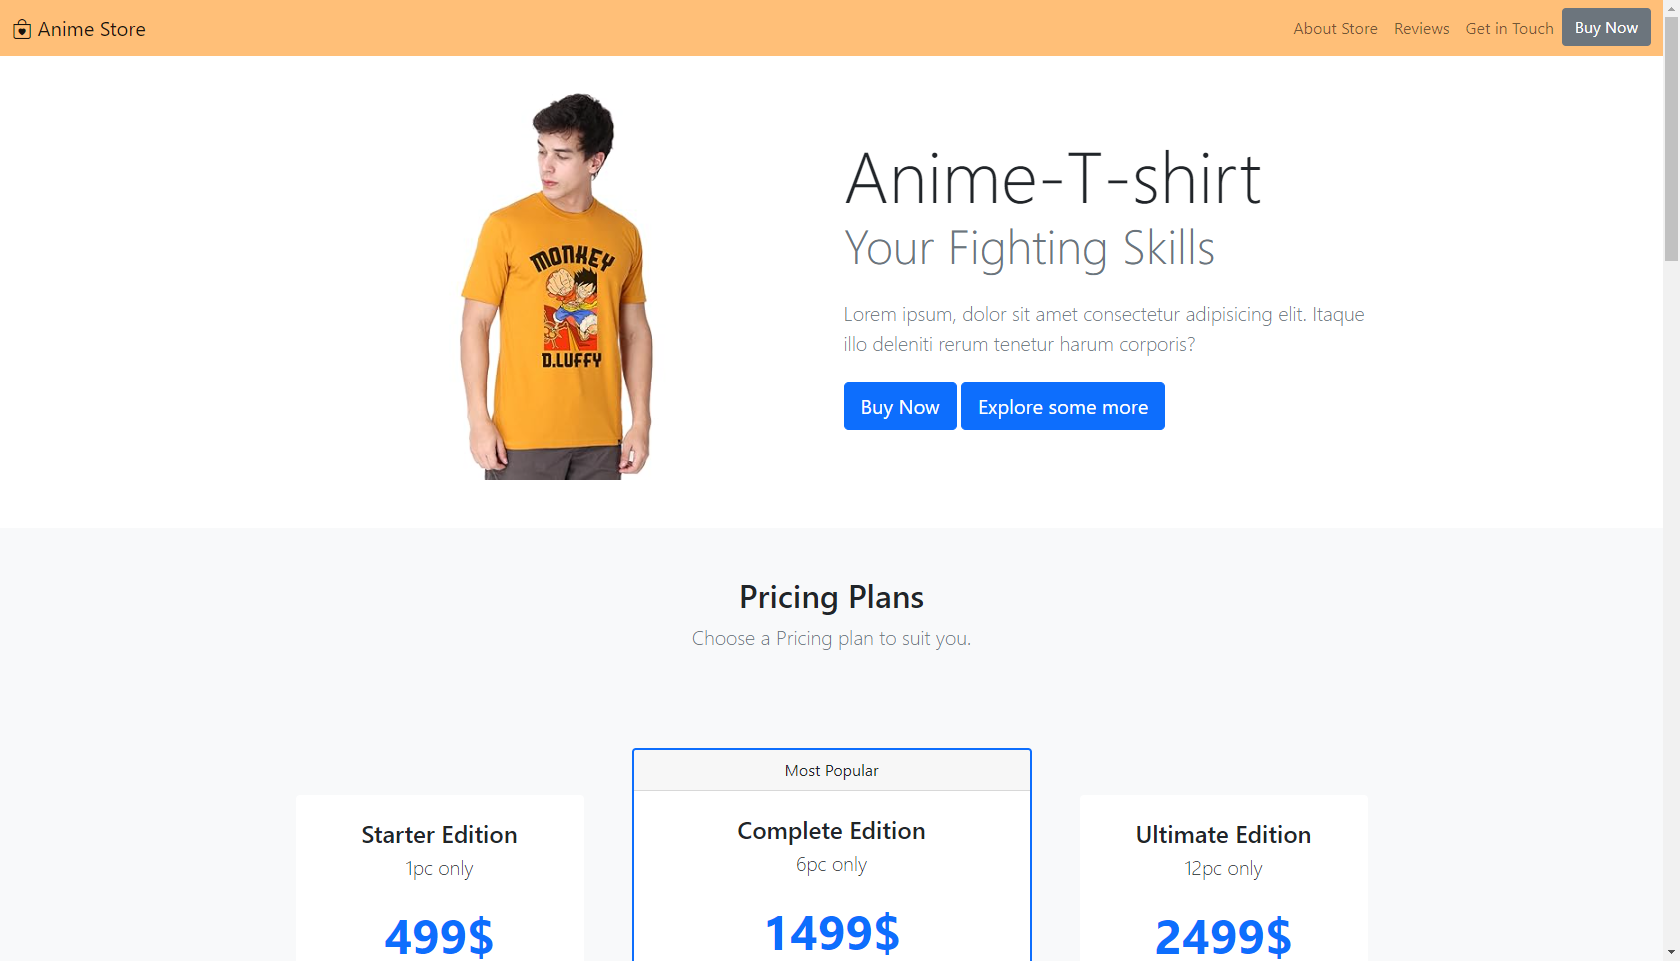 Anime Store
About Store
Reviews
Get in Touch
Buy Now
MONKEY
D.LUFFY
Anime-T-shirt
Your Fighting Skills
Lorem ipsum, dolor sit amet consectetur adipisicing elit. Itaque
illo deleniti rerum tenetur harum corporis?
Buy Now
Explore some more
Pricing Plans
Choose a Pricing plan to suit you.
Starter Edition
1pc only
499$
Most Popular
Complete Edition
6pc only
1499$
Ultimate Edition
12pc only
2499$